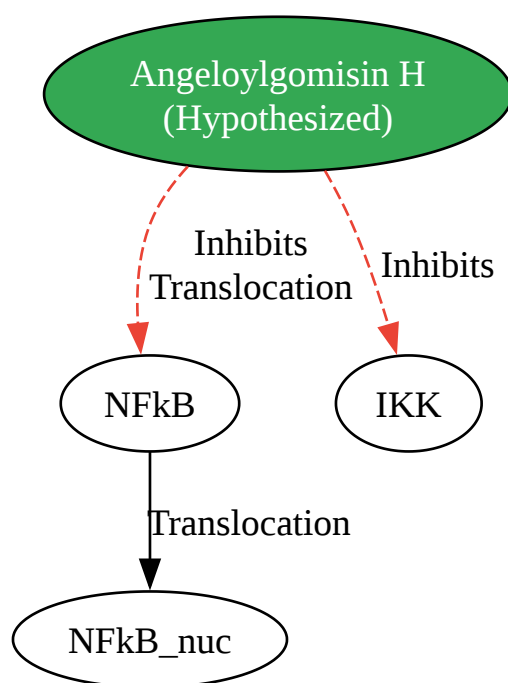 Angeloylgomisin H
(Hypothesized)
Inhibits
Translocation
Inhibits
NFkB
IKK
Translocation
NFkB_nuc